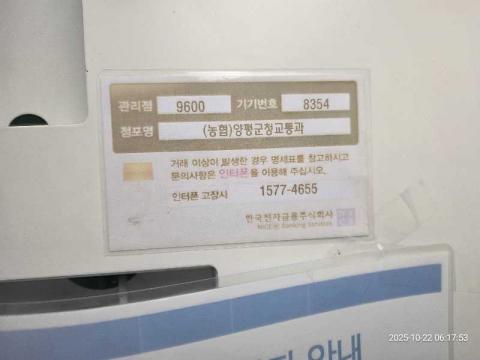 관리점 9600 기기번호 8354
점포명 (농협)양평군청교통과
거래 이상이 발생한 경우 명세표를 참고하시고
문의사항은 인터폰을 이용해 주십시오.
인터폰 고장시 1577-4655
한국전자금융주식회사
NICE Banking Services
안내
2025-10-22 06:17:53